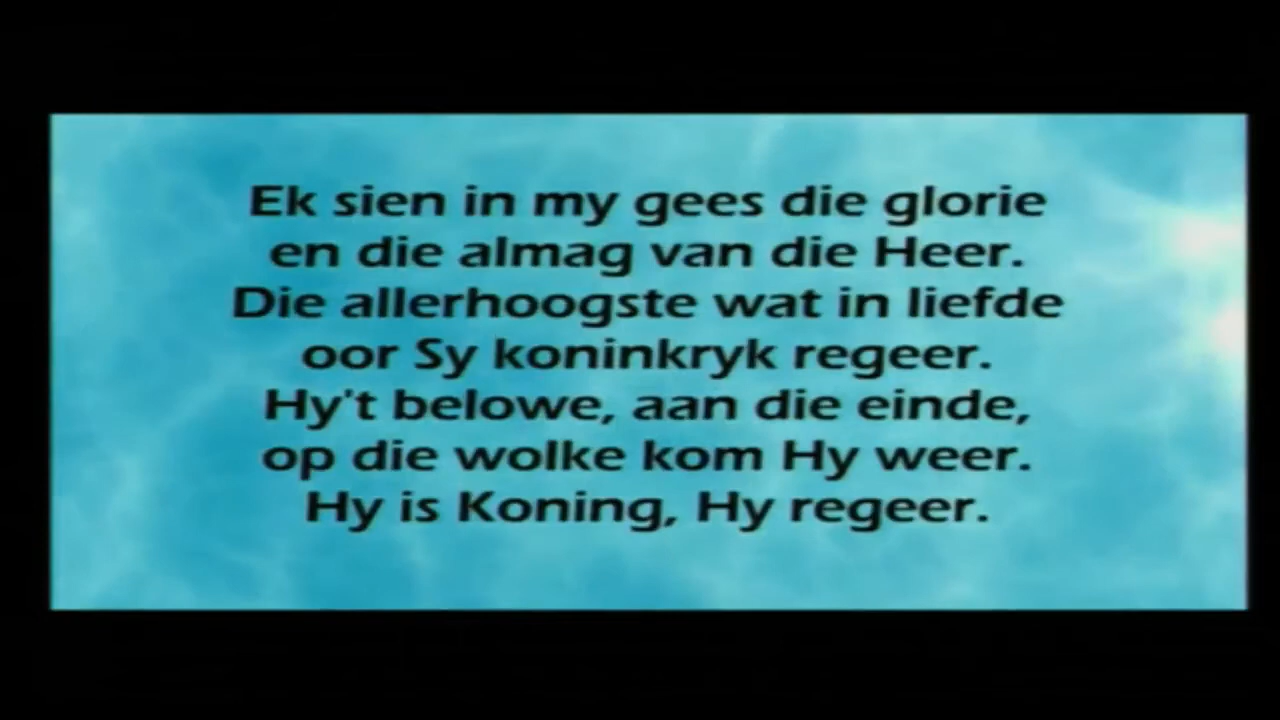 Ek sien in my gees die glorie
en die almag van die Heer.
Die allerhoogste wat in liefde
oor Sy koninkryk regeer.
Hy't belowe, aan die einde,
op die wolke kom Hy weer.
Hy is Koning, Hy regeer.